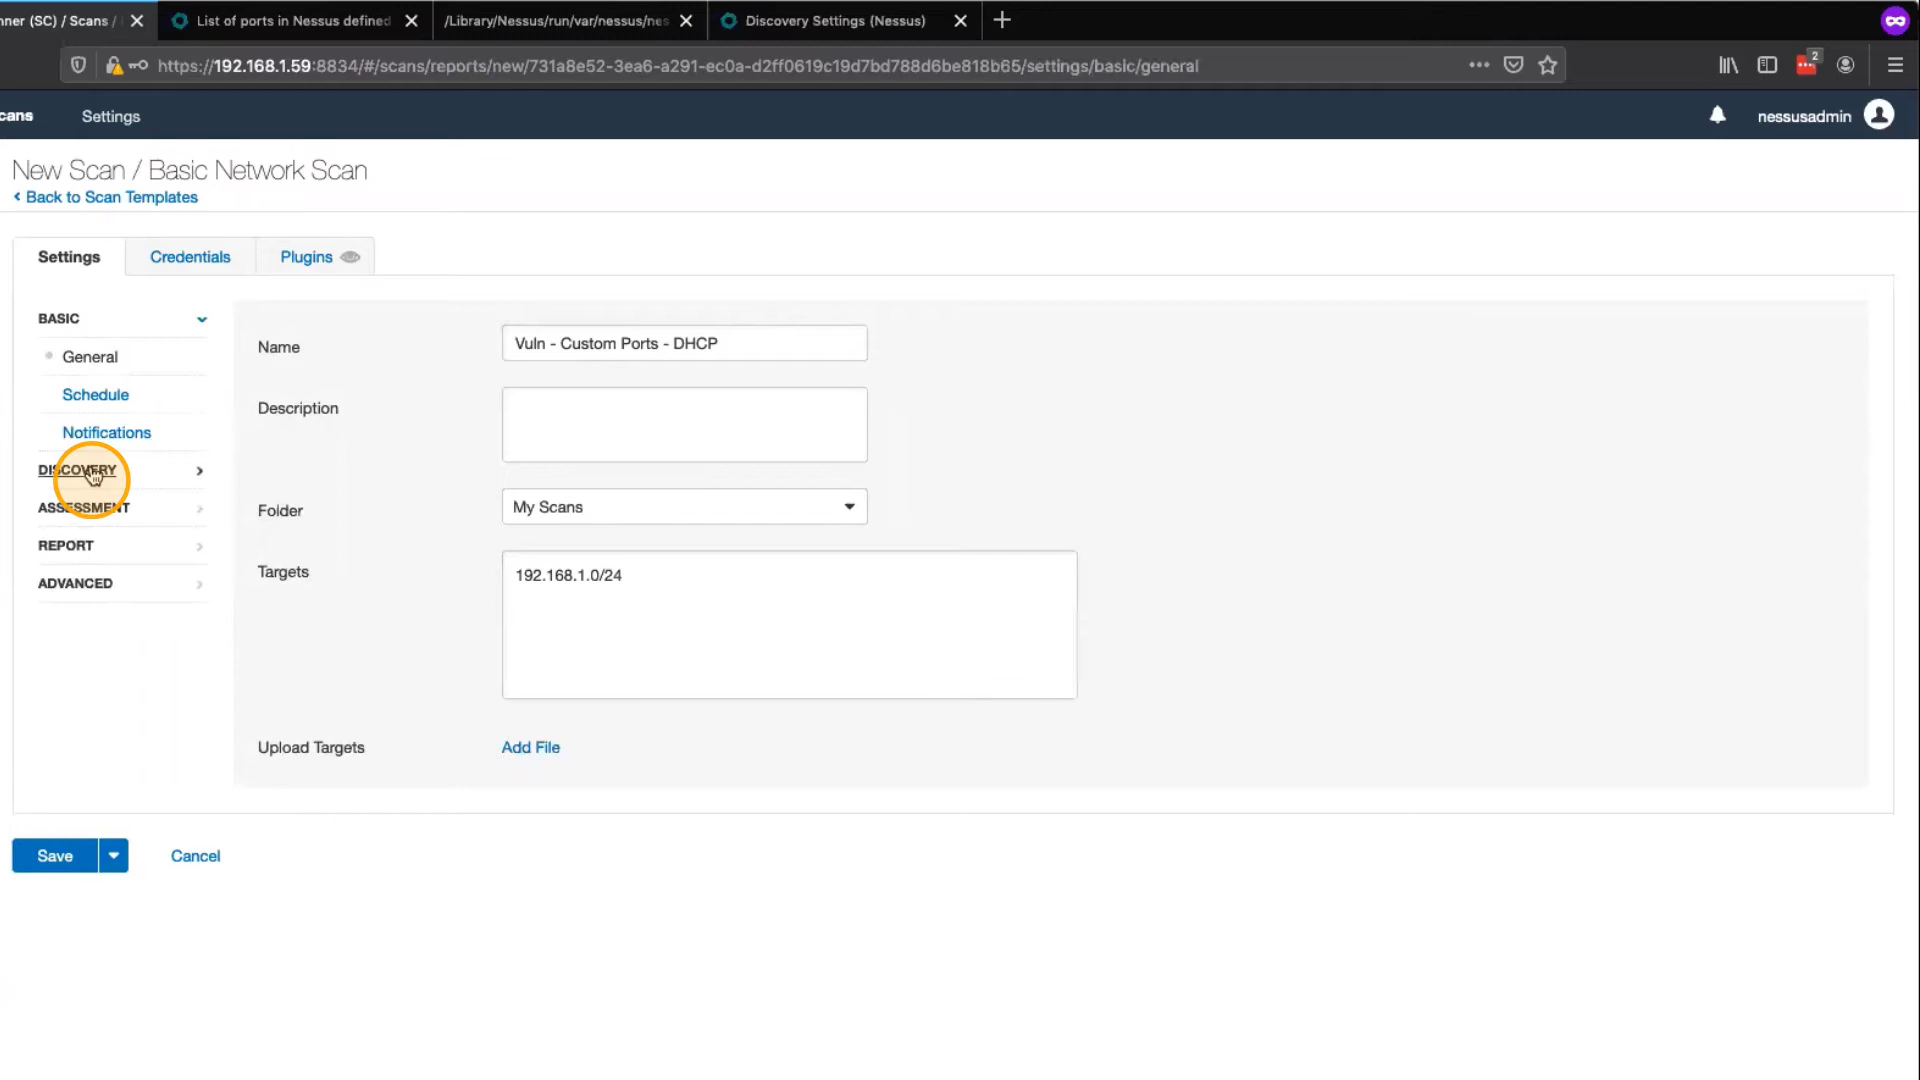 nner (SC) / Scans /
List of ports in Nessus defined
/Library/Nessus/run/var/nessus/nes
Discovery Settings (Nessus)
https://192.168.1.59:8834/#/scans/reports/new/731a8e52-3ea6-a291-ec0a-d2ff0619c19d7bd788d6be818b65/settings/basic/general
2
cans
Settings
nessusadmin
New Scan / Basic Network Scan
Back to Scan Templates
Settings
Credentials
Plugins
BASIC
General
Schedule
Notifications
DISCOVERY
ASSESSMENT
REPORT
ADVANCED
Name
Vuln - Custom Ports - DHCP
Description
Folder
My Scans
Targets
192.168.1.0/24
Upload Targets
Add File
Save
Cancel